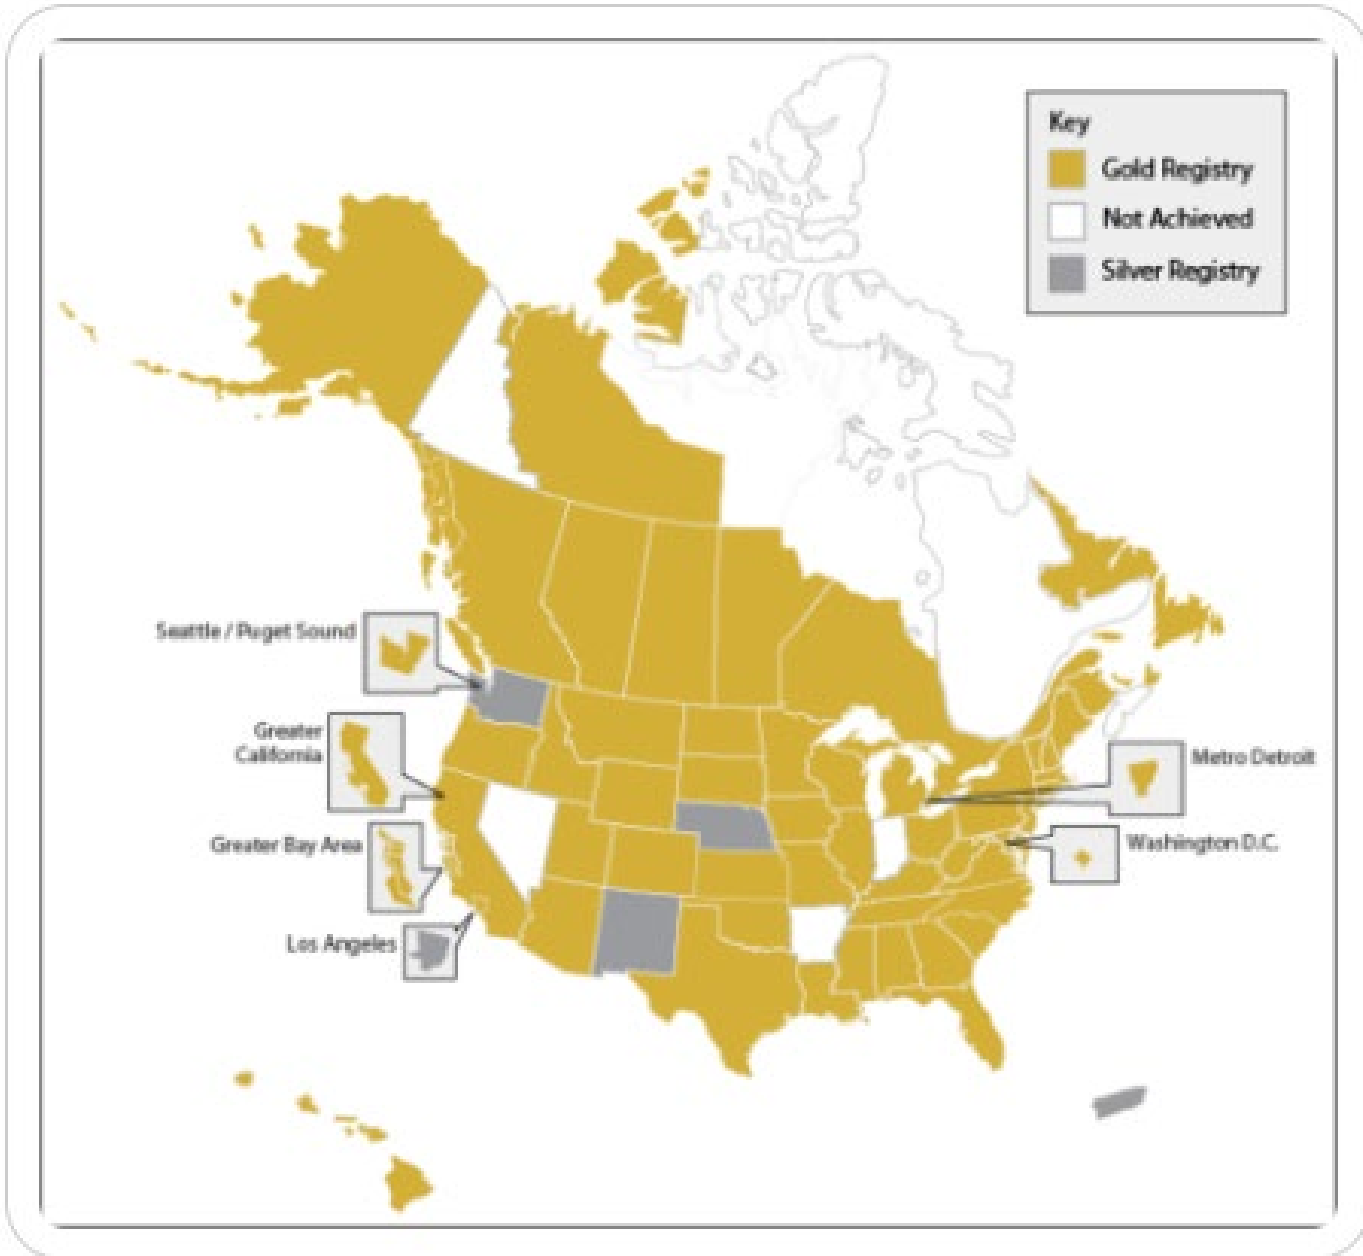 Key
Gold Registry
Not Achieved
Silver Registry
Seattle / Puget Sound
Greater
California
Greater Bay Area
Los Angeles
Metro Detroit
Washington D.C.